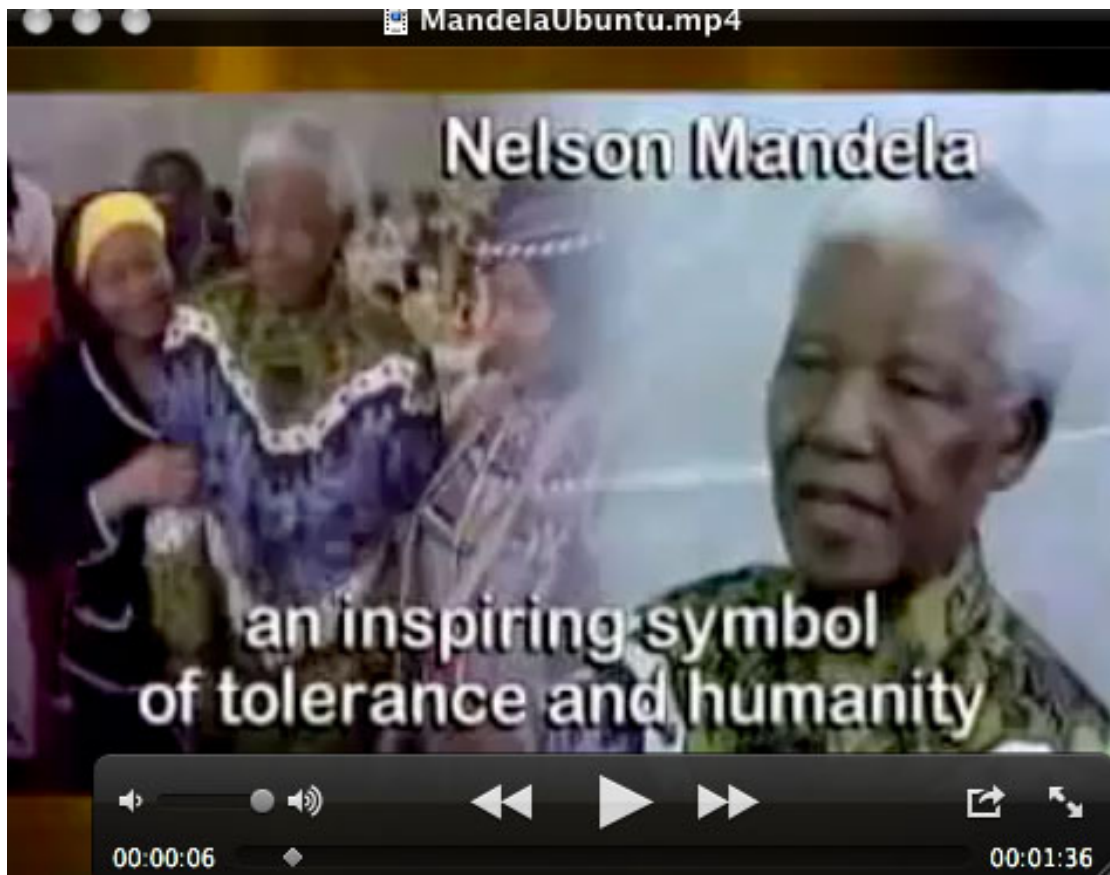 MandelaUbuntu.mp4
Nelson Mandela
an inspiring symbol
of tolerance and humanity
00:00:06
00:01:36